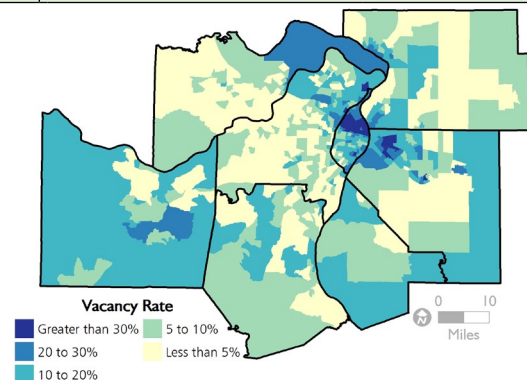 Vacancy Rate
Greater than 30%
20 to 30%
10 to 20%
5 to 10%
Less than 5%
0 10
Miles